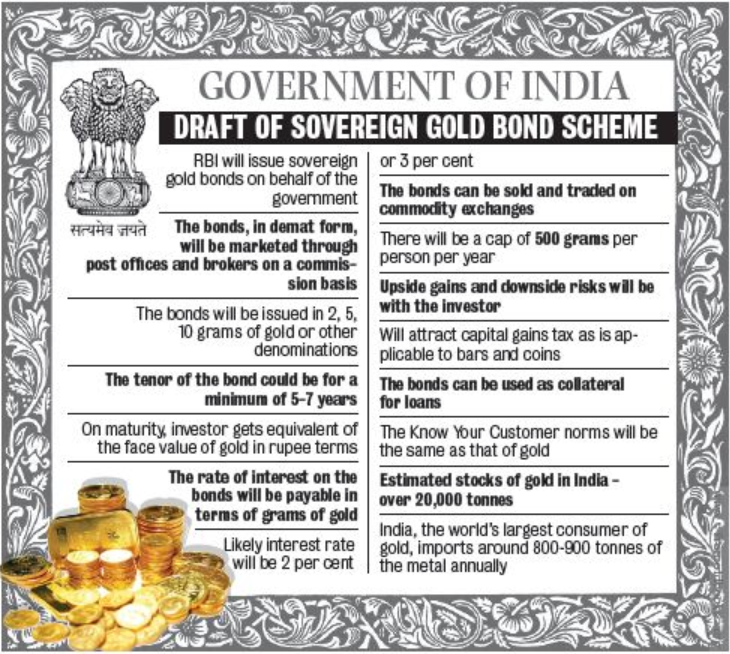 GOVERNMENT OF INDIA
DRAFT OF SOVEREIGN GOLD BOND SCHEME
सत्यमेव जयते
RBI will issue sovereign
gold bonds on behalf of the
government
The bonds, in demat form,
will be marketed through
post offices and brokers on a commis-
sion basis
The bonds will be issued in 2, 5,
10 grams of gold or other
denominations
The tenor of the bond could be for a
minimum of 5-7 years
On maturity, investor gets equivalent of
the face value of gold in rupee terms
The rate of interest on the
bonds will be payable in
terms of grams of gold
Likely interest rate
will be 2 per cent
or 3 per cent
The bonds can be sold and traded on
commodity exchanges
There will be a cap of 500 grams per
person per year
Upside gains and downside risks will be
with the investor
Will attract capital gains tax as is ap-
plicable to bars and coins
The bonds can be used as collateral
for loans
The Know Your Customer norms will be
the same as that of gold
Estimated stocks of gold in India –
over 20,000 tonnes
India, the world's largest consumer of
gold, imports around 800-900 tonnes of
the metal annually